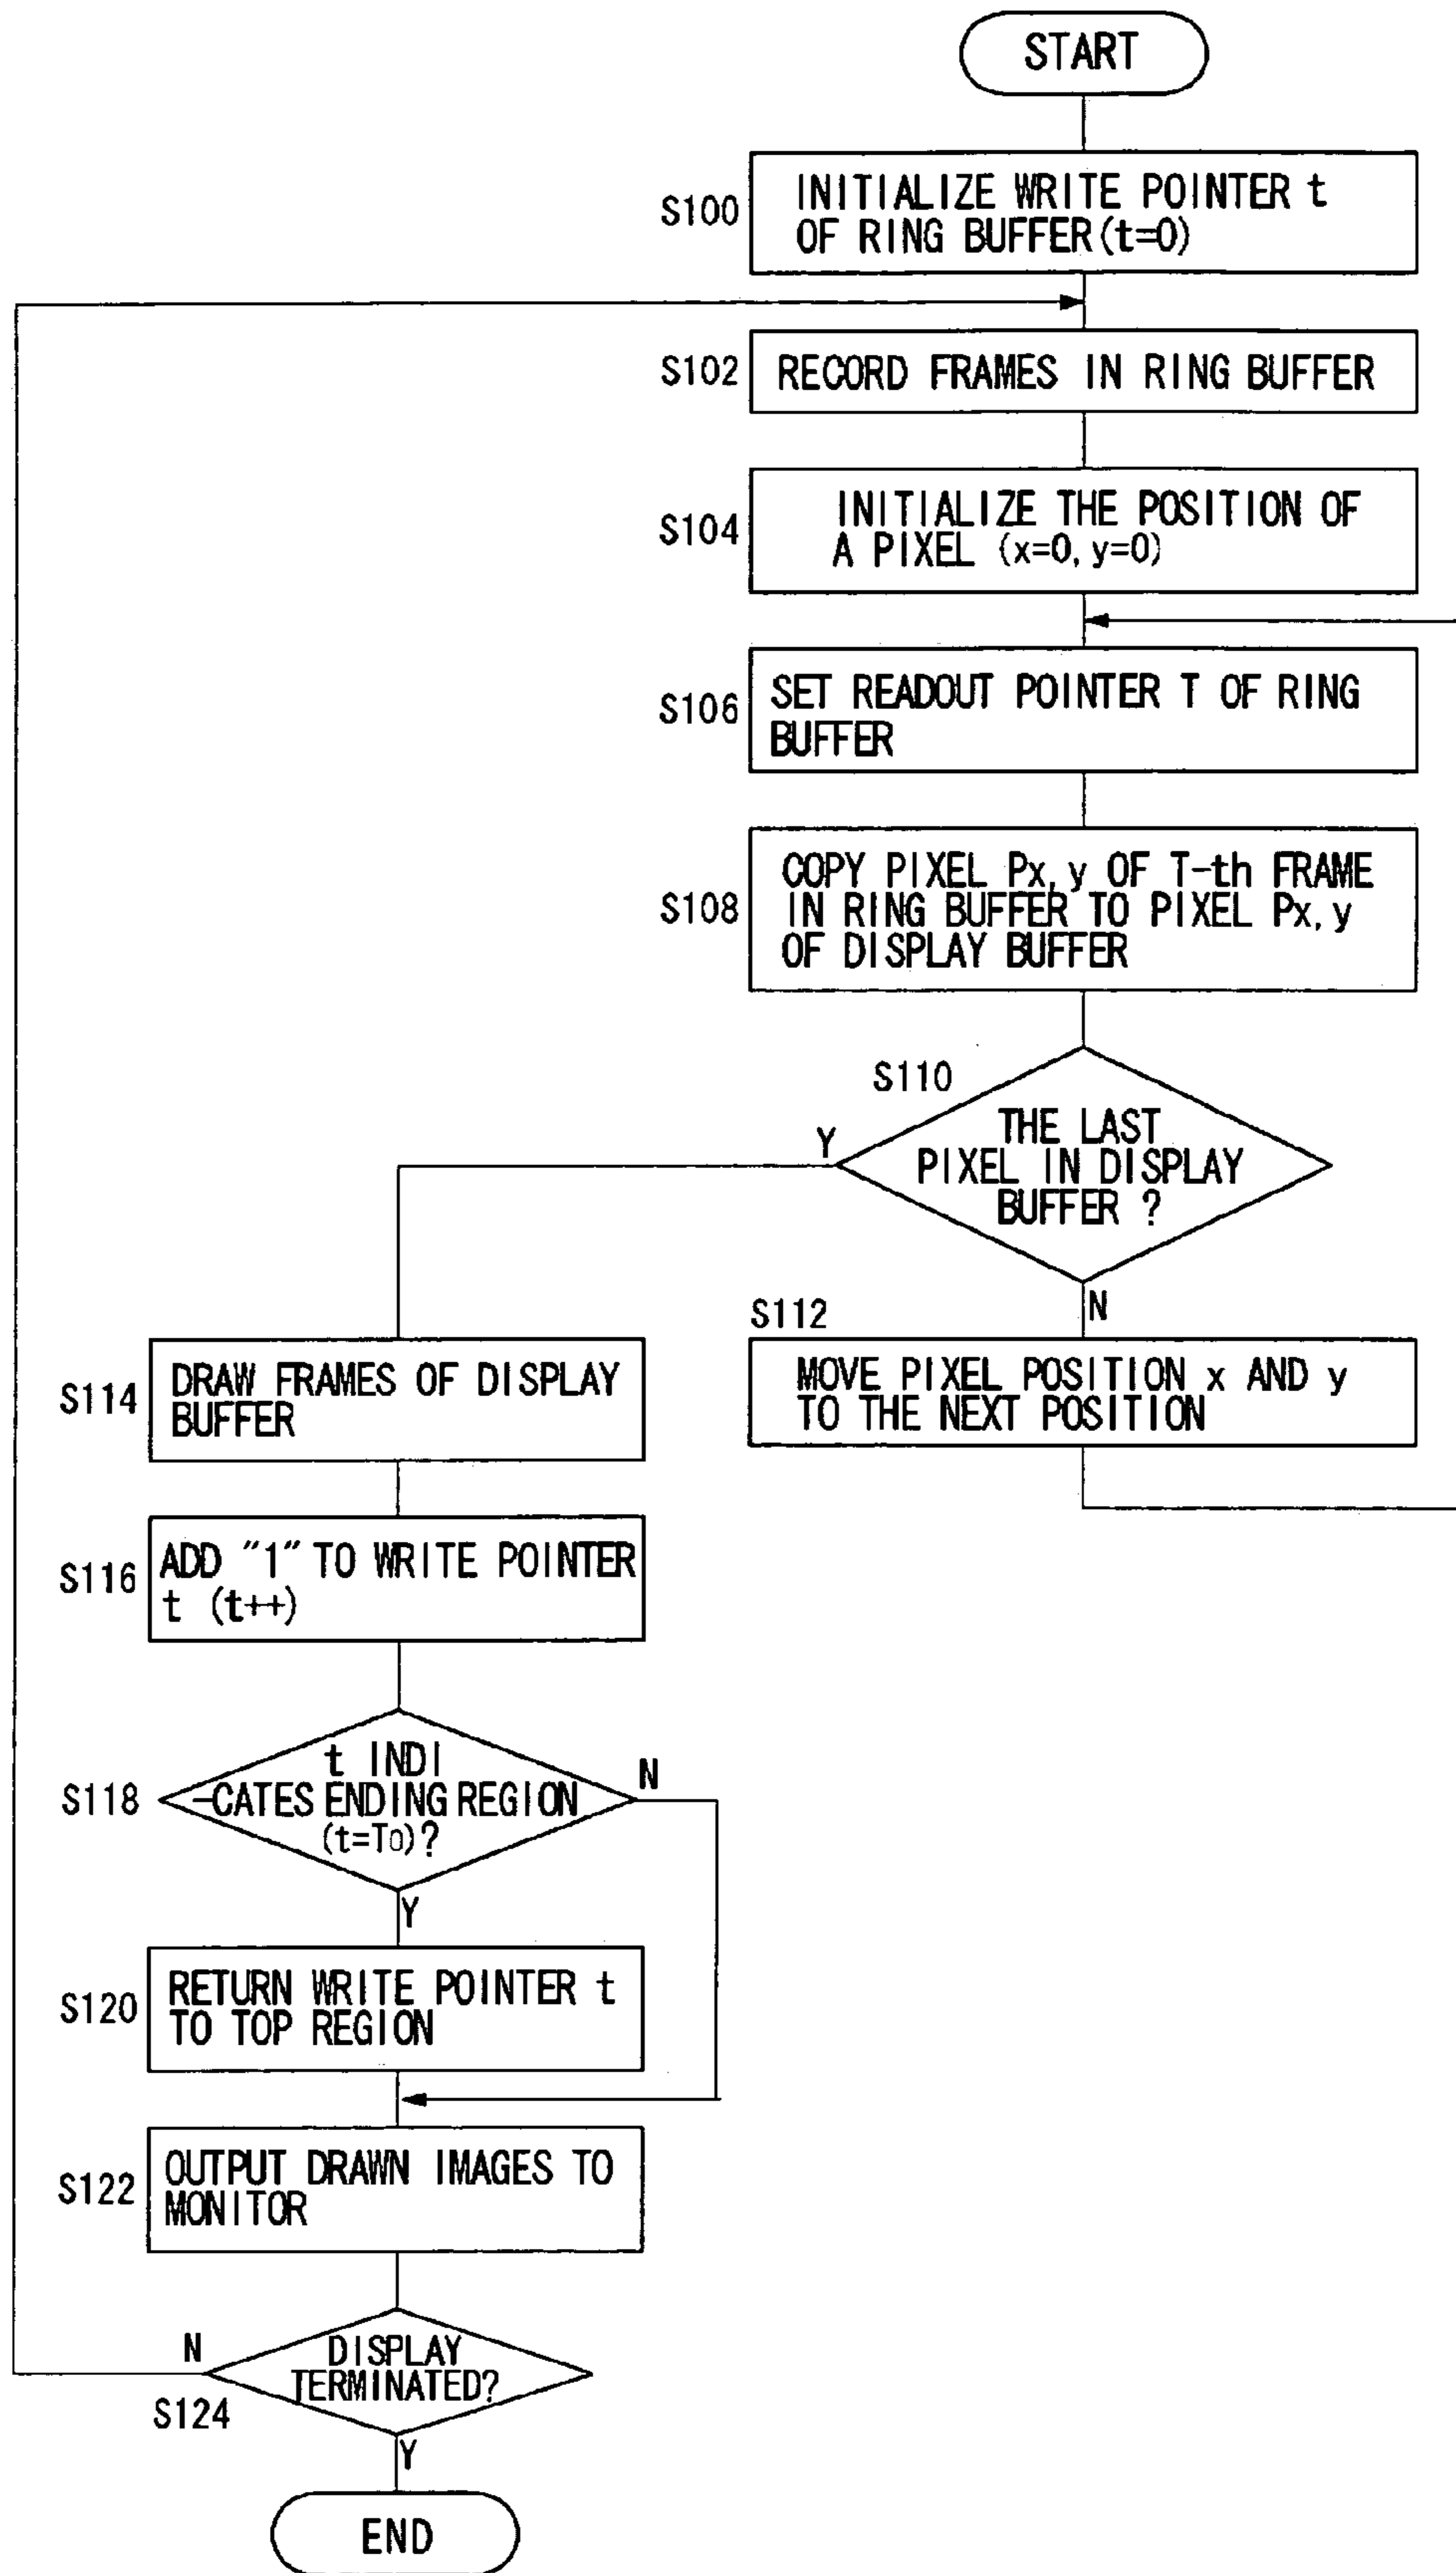 START
S100
INITIALIZE WRITE POINTER t
OF RING BUFFER(t=0)
S102
RECORD FRAMES IN RING BUFFER
S104
INITIALIZE THE POSITION OF
A PIXEL (x=0, y=0)
S106
SET READOUT POINTER T OF RING
BUFFER
S108
COPY PIXEL Px, y OF T-th FRAME
IN RING BUFFER TO PIXEL Px, y
OF DISPLAY BUFFER
S110
THE LAST
PIXEL IN DISPLAY
BUFFER ?
Y
N
S112
MOVE PIXEL POSITION x AND y
TO THE NEXT POSITION
S114
DRAW FRAMES OF DISPLAY
BUFFER
S116
ADD "1" TO WRITE POINTER
t (t++)
S118
t INDI
-CATES ENDING REGION
(t=T0)?
N
Y
S120
RETURN WRITE POINTER t
TO TOP REGION
S122
OUTPUT DRAWN IMAGES TO
MONITOR
N
DISPLAY
TERMINATED?
S124
Y
END